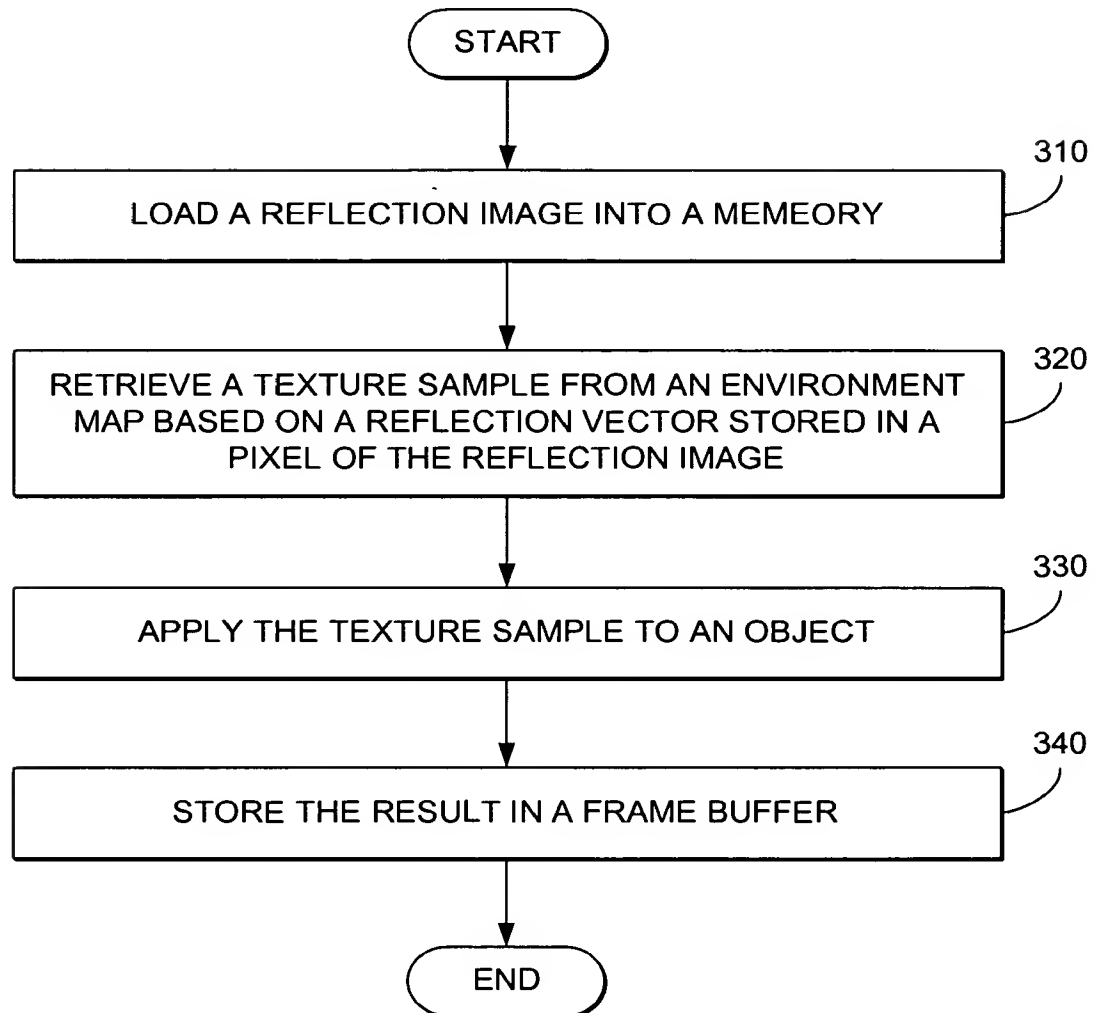 START
310
LOAD A REFLECTION IMAGE INTO A MEMEORY
320
RETRIEVE A TEXTURE SAMPLE FROM AN ENVIRONMENT
MAP BASED ON A REFLECTION VECTOR STORED IN A
PIXEL OF THE REFLECTION IMAGE
330
APPLY THE TEXTURE SAMPLE TO AN OBJECT
340
STORE THE RESULT IN A FRAME BUFFER
END